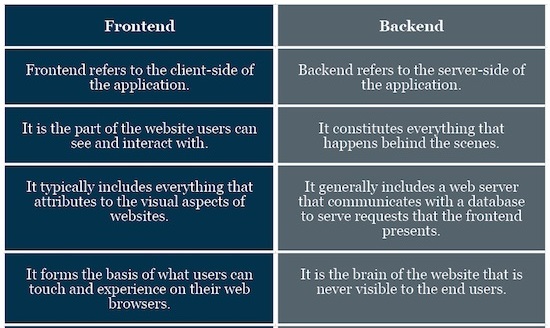 Frontend
Backend
Frontend refers to the client-side of
the application.
Backend refers to the server-side of
the application.
It is the part of the website users can
see and interact with.
It constitutes everything that
happens behind the scenes.
It typically includes everything that
attributes to the visual aspects of
websites.
It generally includes a web server
that communicates with a database
to serve requests that the frontend
presents.
It forms the basis of what users can
touch and experience on their web
browsers.
It is the brain of the website that is
never visible to the end users.